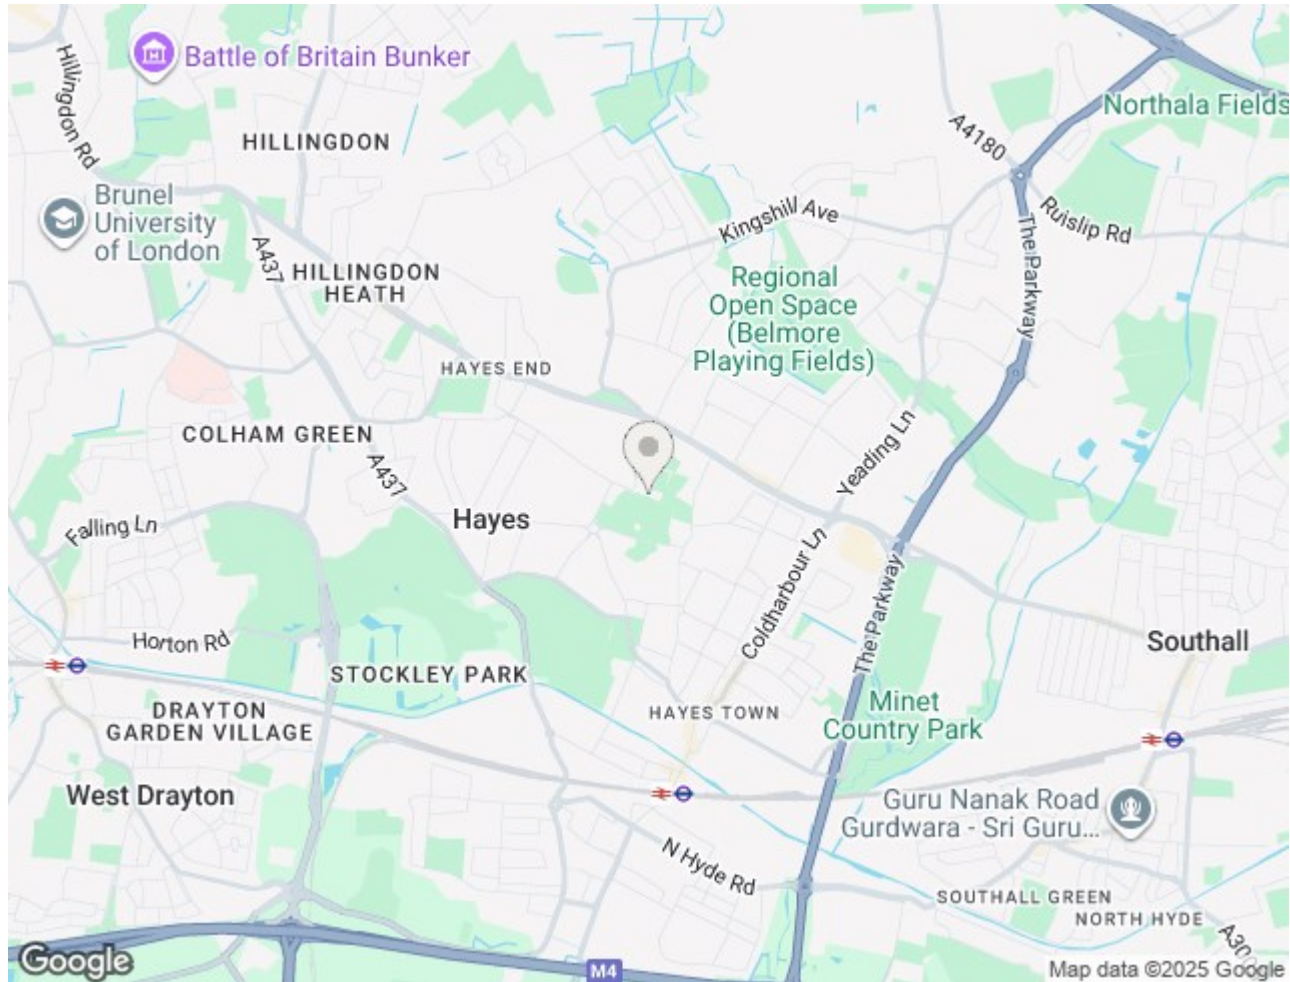 Hillingdon Rd
Battle of Britain Bunker
HILLINGDON
Northala Fields
A4180
Brunel
University
of London
Kingshill Ave
Ruislip Rd
A437
The Parkway
HILLINGDON
HEATH
Regional
Open Space
(Belmore
Playing Fields)
HAYES END
COLHAM GREEN
Yeading Ln
A437
Falling Ln
Hayes
Coldharbour Ln
The Parkway
Horton Rd
Southall
STOCKLEY PARK
DRAYTON
GARDEN VILLAGE
HAYES TOWN
Minet
Country Park
West Drayton
Guru Nanak Road
Gurdwara - Sri Guru...
N Hyde Rd
SOUTHALL GREEN
NORTH HYDE
Google
M4
Map data ©2025 Google